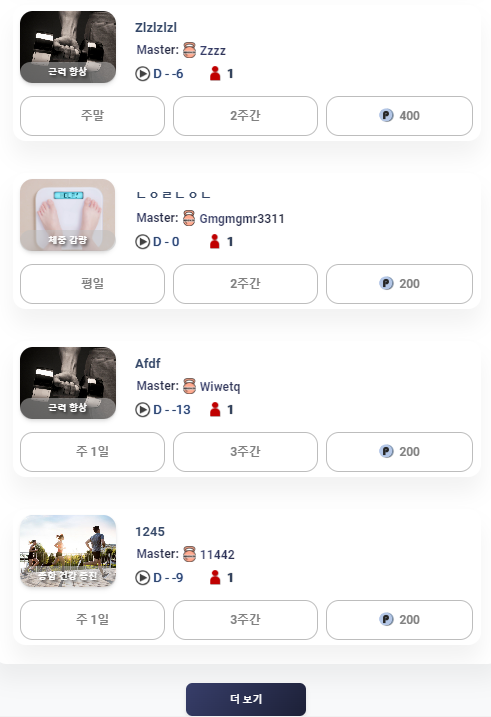 Zlzlzlzl
Master: Zzzz
근력 향상
D - -6 1
주말 2주간 P 400
ㄴㅇㄹㄴㅇㄴ
Master: Gmgmgmr3311
체중 감량
D - 0 1
평일 2주간 P 200
Afdf
Master: Wiwetq
근력 향상
D - -13 1
주 1일 3주간 P 200
1245
Master: 11442
종합 건강 증진
D - -9 1
주 1일 3주간 P 200
더 보기